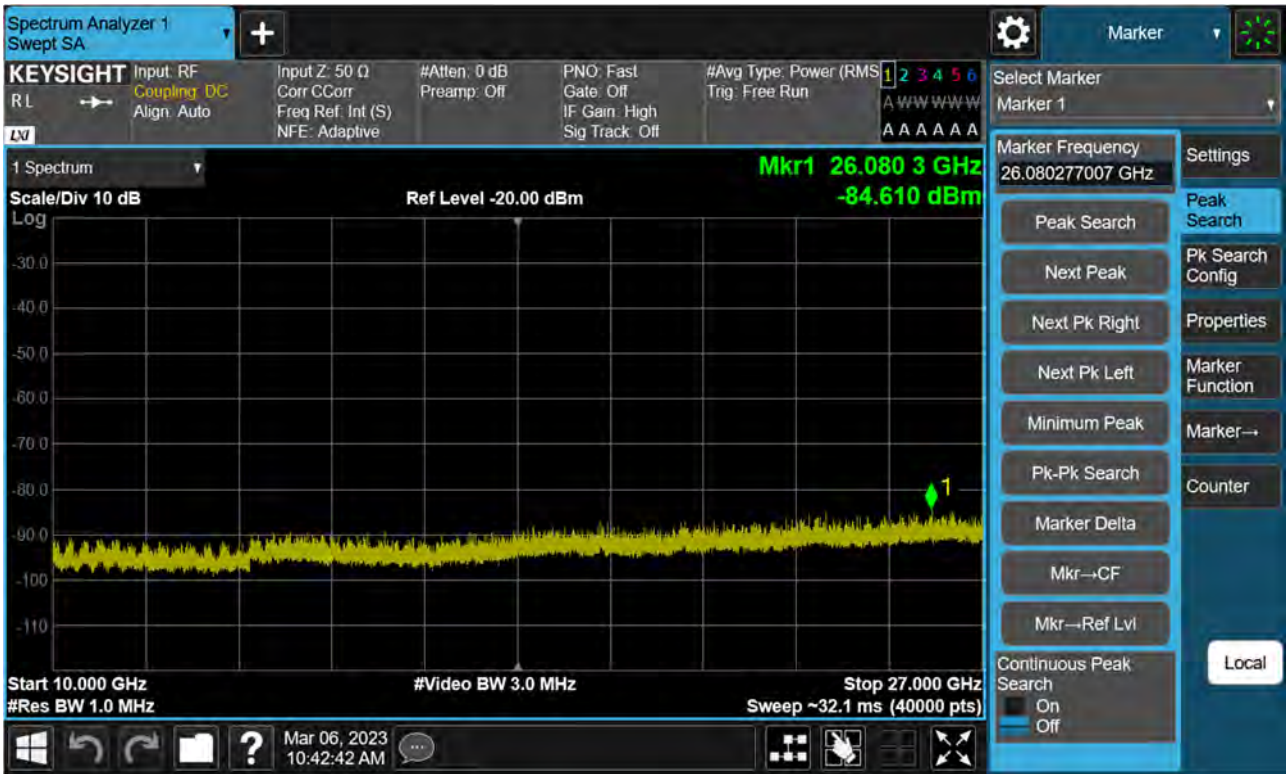 Spectrum Analyzer 1
Swept SA
+
Marker
KEYSIGHT
R L
LXI
Input: RF
Coupling: DC
Align: Auto
Input Z: 50 Ω
Corr CCorr
Freq Ref: Int (S)
NFE: Adaptive
#Atten: 0 dB
Preamp: Off
PNO: Fast
Gate: Off
IF Gain: High
Sig Track: Off
#Avg Type: Power (RMS
Trig: Free Run
1 2 3 4 5 6
A W W W W W
A A A A A A
1 Spectrum
Scale/Div 10 dB
Ref Level -20.00 dBm
Mkr1 26.080 3 GHz
-84.610 dBm
Log
-30.0
-40.0
-50.0
-60.0
-70.0
-80.0
-90.0
-100
-110
1
Start 10.000 GHz
#Res BW 1.0 MHz
#Video BW 3.0 MHz
Stop 27.000 GHz
Sweep ~32.1 ms (40000 pts)
Select Marker
Marker 1
Marker Frequency
26.080277007 GHz
Peak Search
Next Peak
Next Pk Right
Next Pk Left
Minimum Peak
Pk-Pk Search
Marker Delta
Mkr→CF
Mkr→Ref Lvl
Continuous Peak
Search
On
Off
Settings
Peak
Search
Pk Search
Config
Properties
Marker
Function
Marker→
Counter
Local
?
Mar 06, 2023
10:42:42 AM